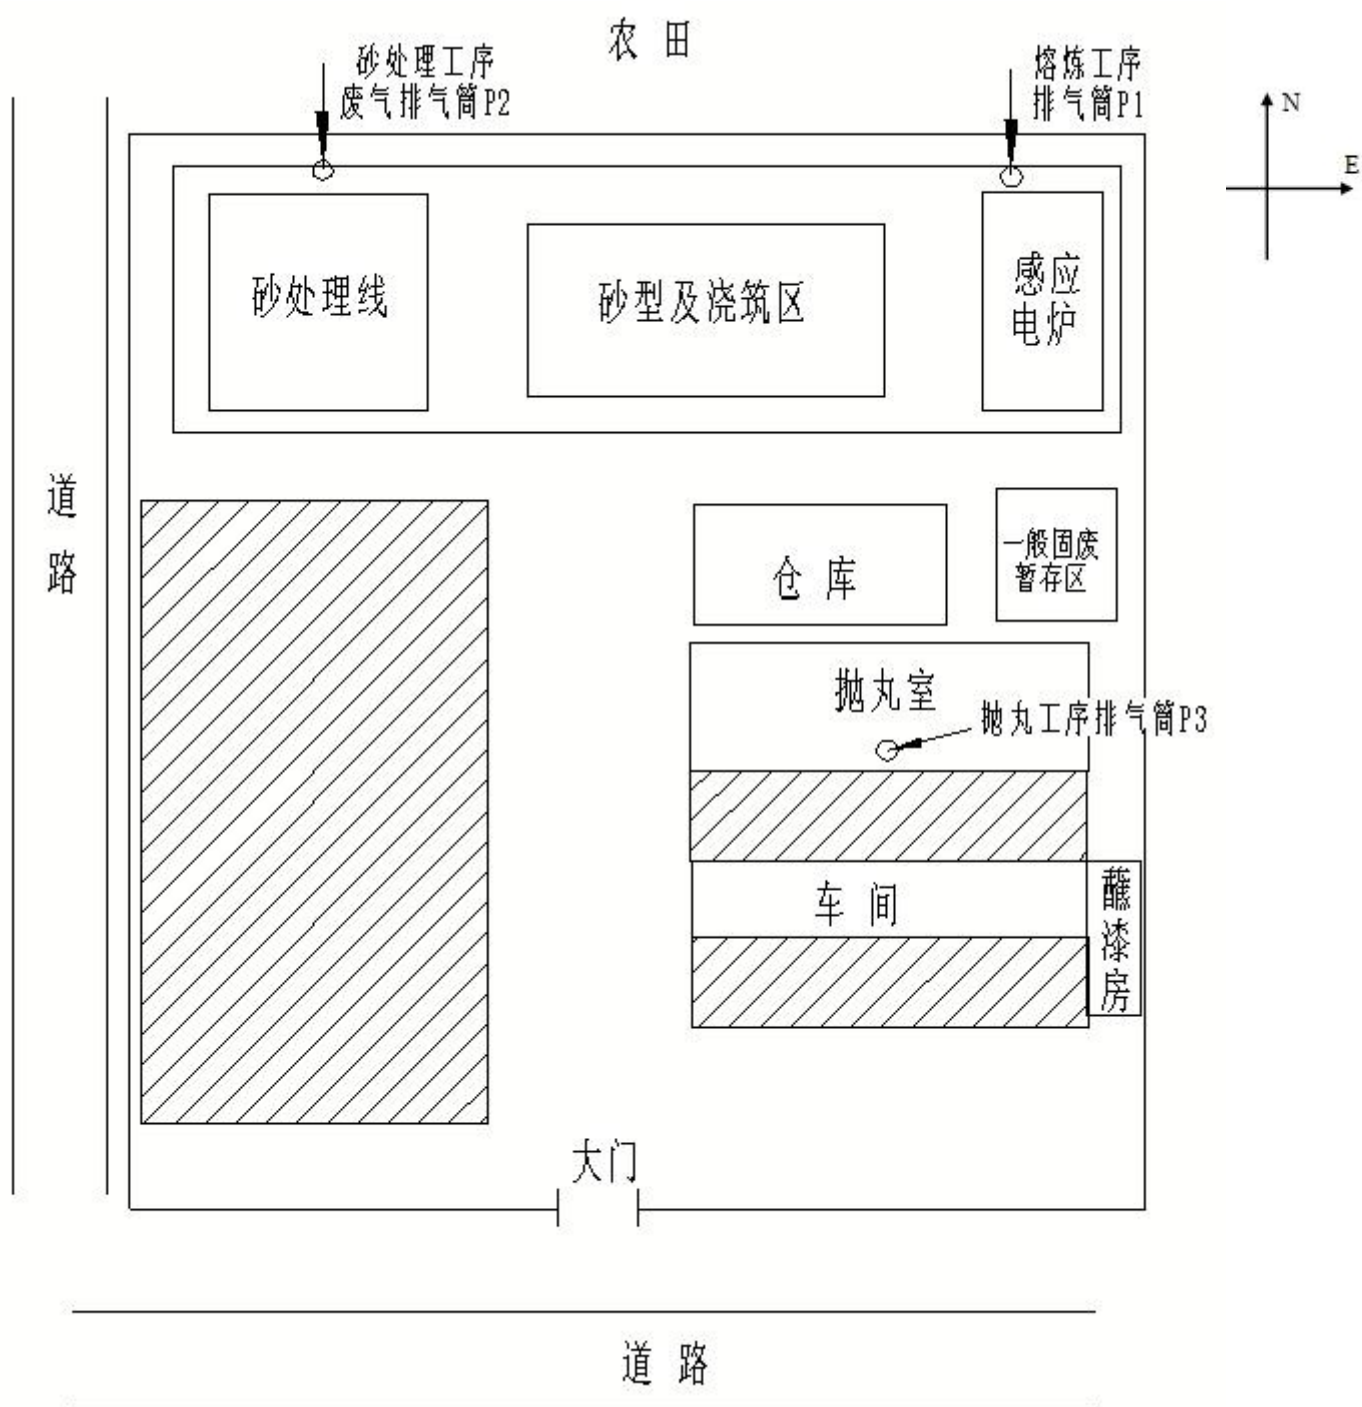 农 田
砂处理工序
废气排气筒P2
熔炼工序
排气筒P1
N
E
砂处理线
砂型及浇筑区
感应
电炉
道
路
仓 库
一般固废
暂存区
抛丸室
抛丸工序排气筒P3
车 间
蘸
漆
房
大门
道 路